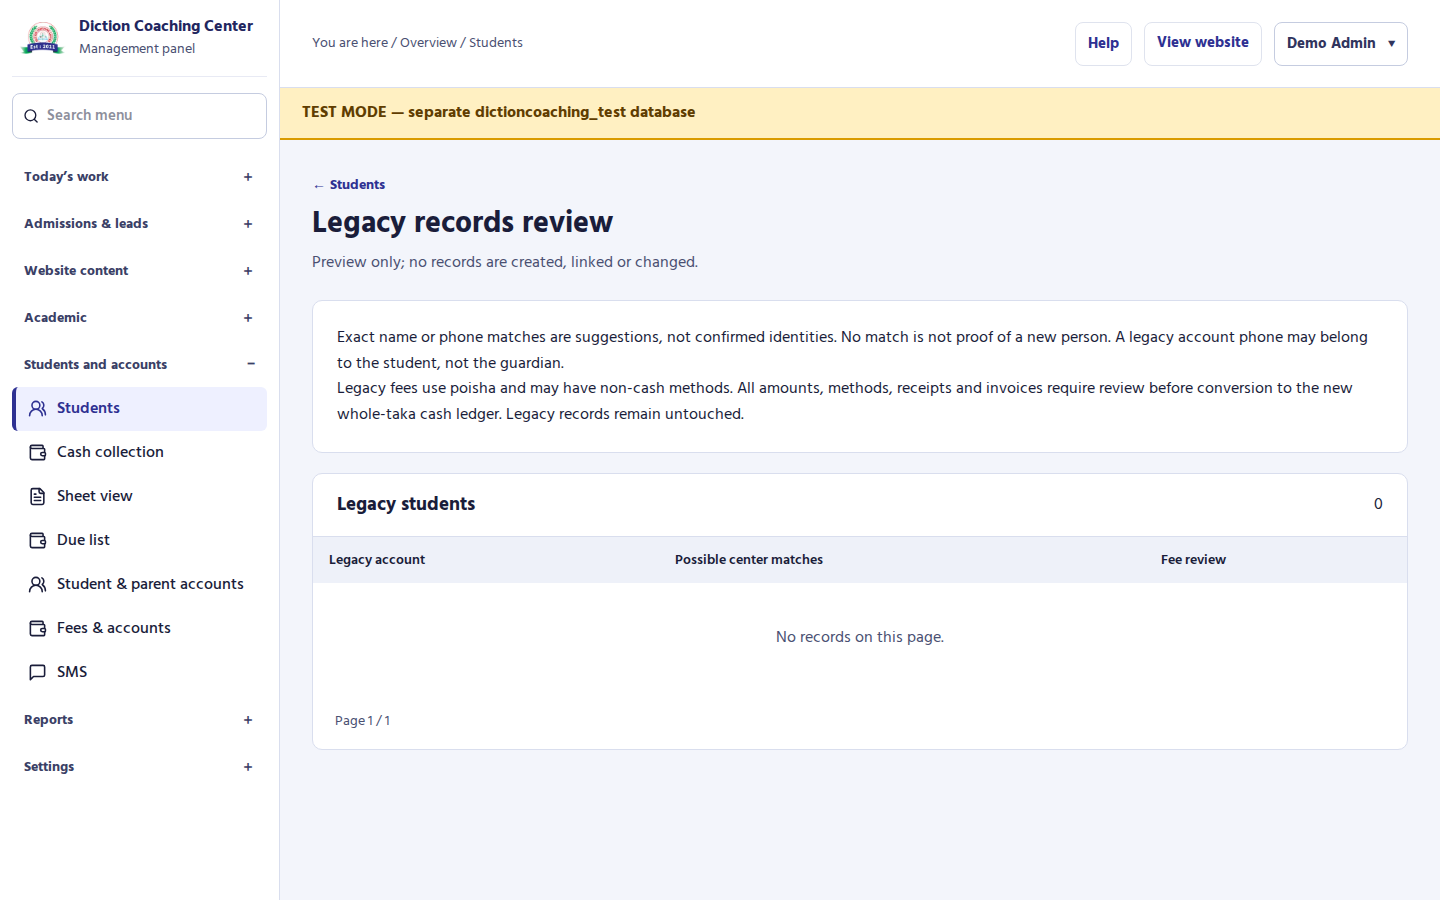 Diction Coaching Center
Management panel
Est : 2011
Search menu
Today’s work +
Admissions & leads +
Website content +
Academic +
Students and accounts −
Students
Cash collection
Sheet view
Due list
Student & parent accounts
Fees & accounts
SMS
Reports +
Settings +
You are here / Overview / Students
Help
View website
Demo Admin ▾
TEST MODE — separate dictioncoaching_test database
← Students
Legacy records review
Preview only; no records are created, linked or changed.
Exact name or phone matches are suggestions, not confirmed identities. No match is not proof of a new person. A legacy account phone may belong
to the student, not the guardian.
Legacy fees use poisha and may have non-cash methods. All amounts, methods, receipts and invoices require review before conversion to the new
whole-taka cash ledger. Legacy records remain untouched.
Legacy students 0
Legacy account Possible center matches Fee review
No records on this page.
Page 1 / 1